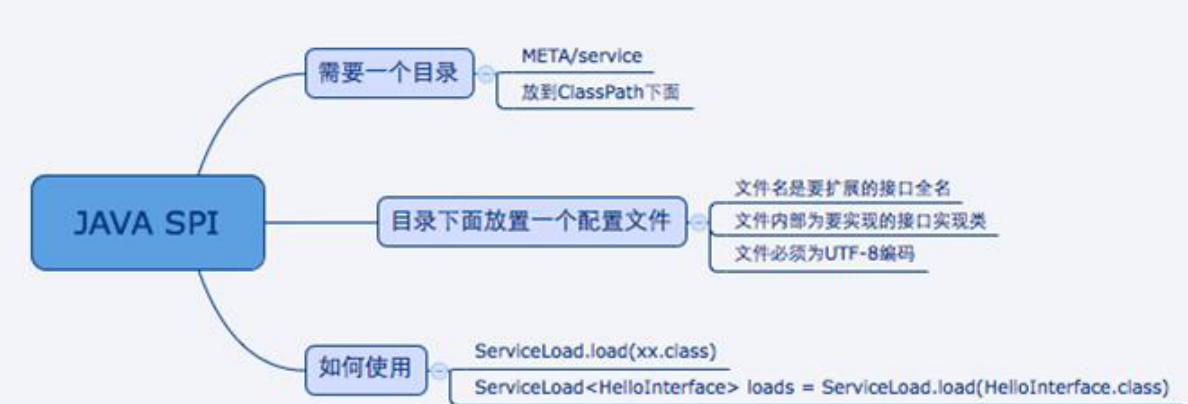 需要一个目录
META/service
放到ClassPath下面
JAVA SPI
目录下面放置一个配置文件
文件名是要扩展的接口全名
文件内部为要实现的接口实现类
文件必须为UTF-8编码
如何使用
ServiceLoad.load(xx.class)
ServiceLoad<HelloInterface> loads = ServiceLoad.load(HelloInterface.class)